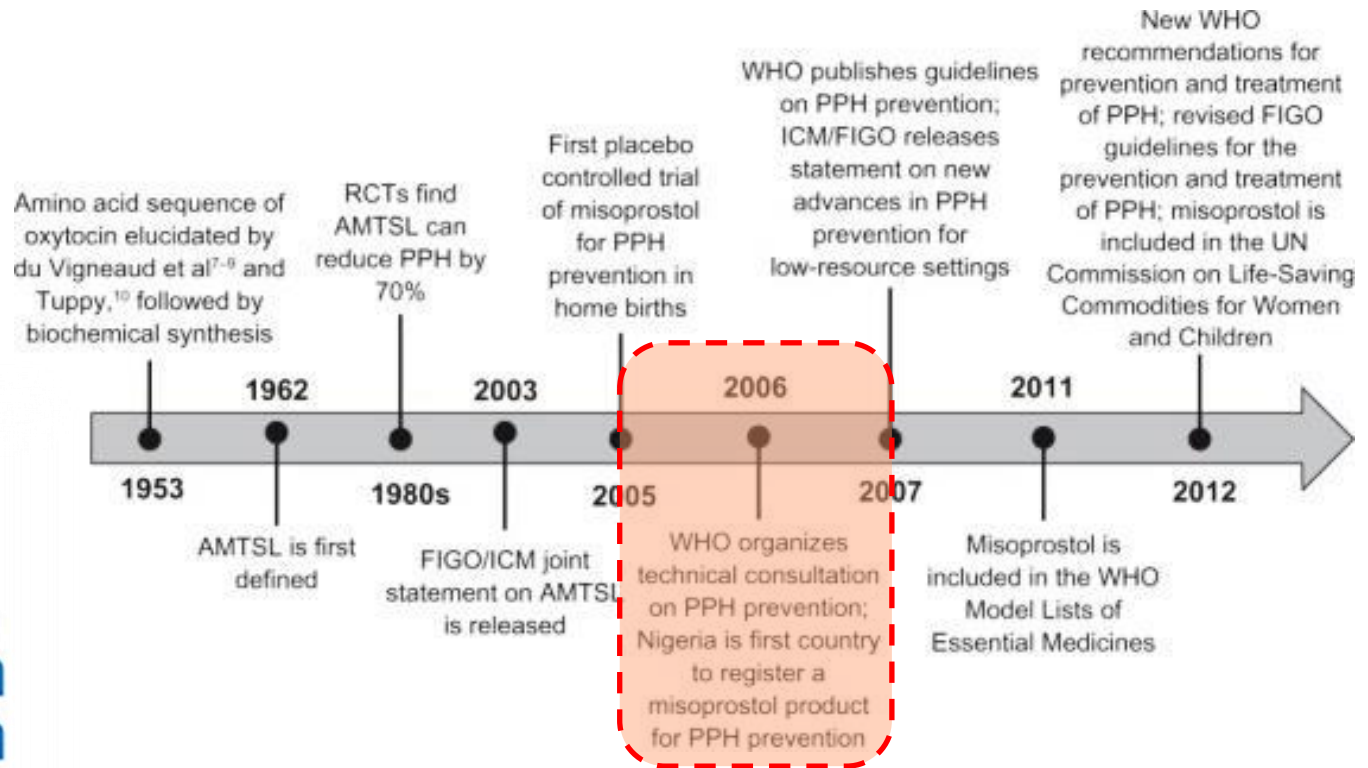 Amino acid sequence of
oxytocin elucidated by
du Vigneaud et al⁷⁻⁹ and
Tuppy,¹⁰ followed by
biochemical synthesis
1953
1962
AMTSL is first
defined
RCTs find
AMTSL can
reduce PPH by
70%
1980s
2003
FIGO/ICM joint
statement on AMTSL
is released
First placebo
controlled trial
of misoprostol
for PPH
prevention in
home births
2005
2006
WHO organizes
technical consultation
on PPH prevention;
Nigeria is first country
to register a
misoprostol product
for PPH prevention
WHO publishes guidelines
on PPH prevention;
ICM/FIGO releases
statement on new
advances in PPH
prevention for
low-resource settings
2007
2011
Misoprostol is
included in the WHO
Model Lists of
Essential Medicines
New WHO
recommendations for
prevention and treatment
of PPH; revised FIGO
guidelines for the
prevention and treatment
of PPH; misoprostol is
included in the UN
Commission on Life-Saving
Commodities for Women
and Children
2012